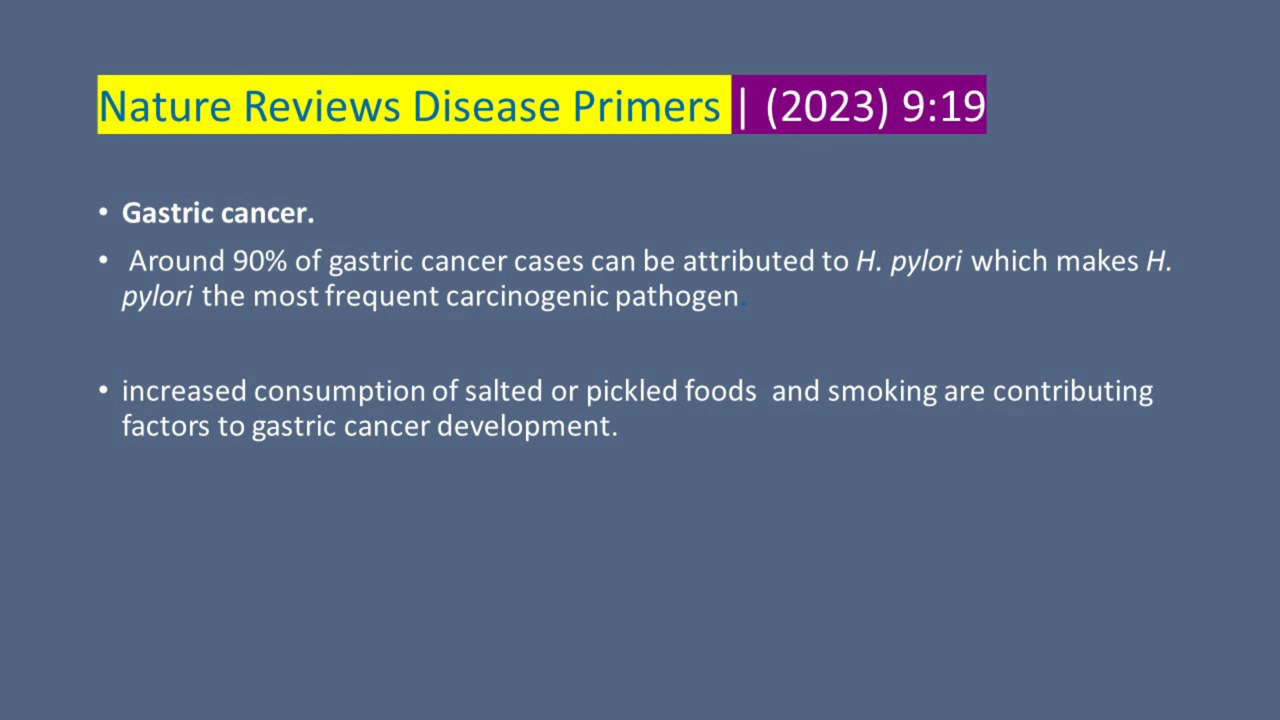 Nature Reviews Disease Primers | (2023) 9:19
• Gastric cancer.
• Around 90% of gastric cancer cases can be attributed to H. pylori which makes H.
pylori the most frequent carcinogenic pathogen.
• increased consumption of salted or pickled foods and smoking are contributing
factors to gastric cancer development.